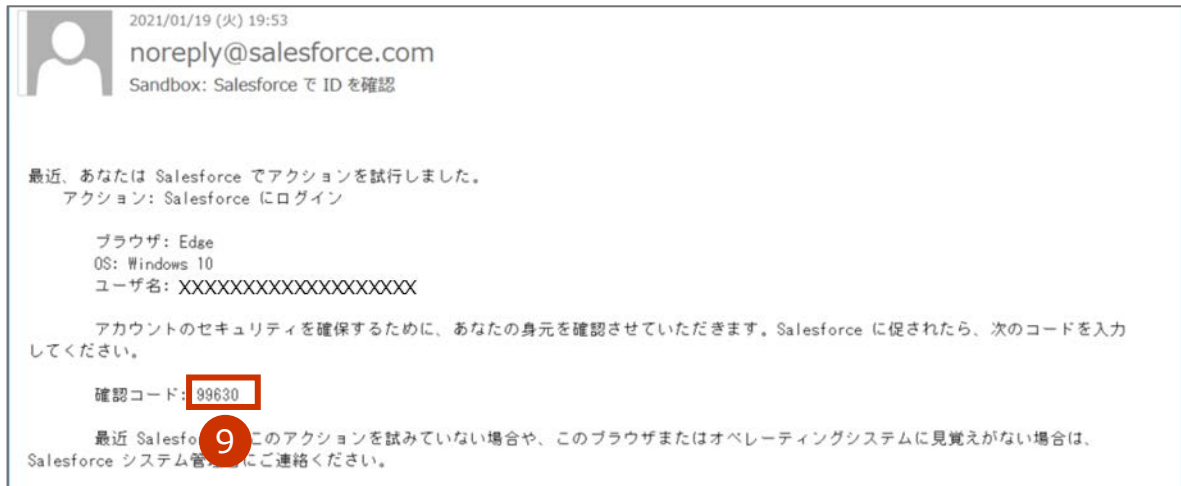 2021/01/19 (火) 19:53
noreply@salesforce.com
Sandbox: Salesforce で ID を確認
最近、あなたは Salesforce でアクションを試行しました。
アクション: Salesforce にログイン
ブラウザ: Edge
OS: Windows 10
ユーザ名: XXXXXXXXXXXXXXXXXXX
アカウントのセキュリティを確保するために、あなたの身元を確認させていただきます。Salesforce に促されたら、次のコードを入力
してください。
確認コード: 99630
9
最近 Salesfo このアクションを試みていない場合や、このブラウザまたはオペレーティングシステムに見覚えがない場合は、
Salesforce システム管 にご連絡ください。